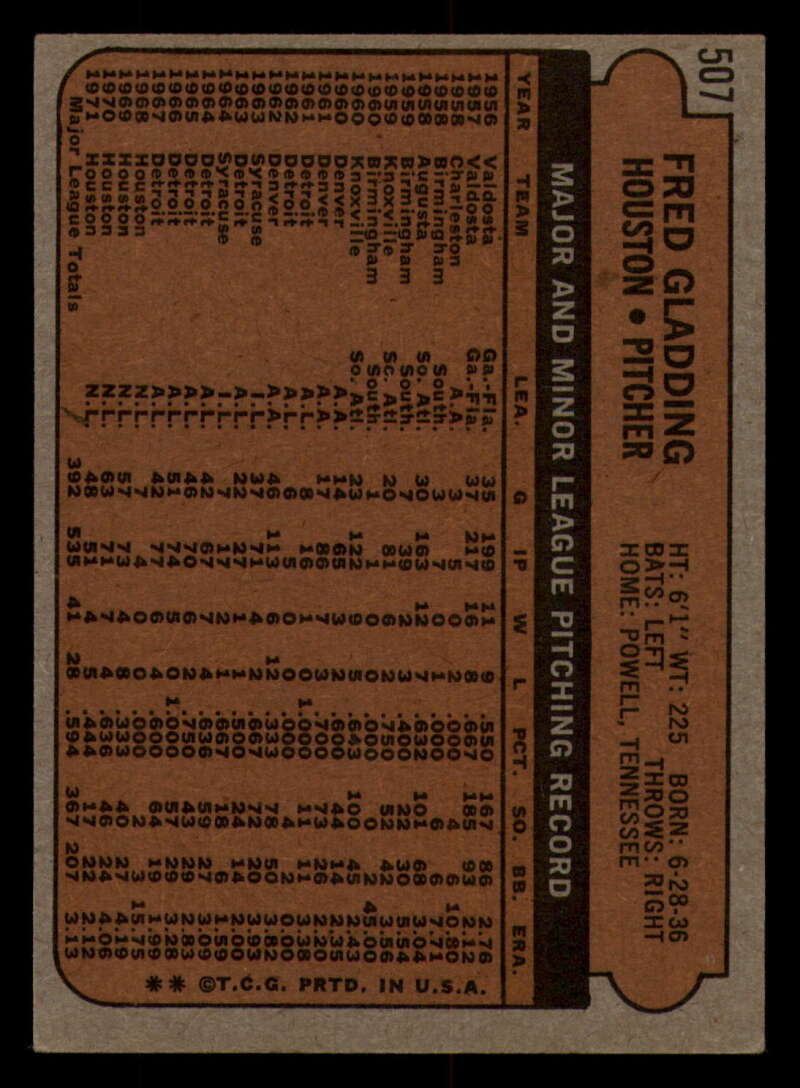 507
FRED GLADDING
HOUSTON • PITCHER
HT: 6'1" WT: 225 BORN: 6-28-36
BATS: LEFT THROWS: RIGHT
HOME: POWELL, TENNESSEE
MAJOR AND MINOR LEAGUE PITCHING RECORD
YEAR TEAM LEA. G IP W L PCT. SO. BB. ERA.
1956 Valdosta Ga.-Fla. 35 199 11 9 .550 167 86 2.76
1957 Valdosta Ga.-Fla. 37 217 16 8 .667 185 93 2.12
1958 Charleston A.A. 3 5 0 2 .000 4 6 10.80
1958 Birmingham South. 3 7 0 1 .000 6 6 7.71
1958 Augusta So. Atl. 30 163 12 7 .632 101 68 3.04
1959 Birmingham South. 7 39 2 3 .400 22 30 5.54
1959 Knoxville Sc. Atl. 20 81 6 2 .750 52 42 3.56
1960 Birmingham South. 1 1 0 0 .000 0 2 45.00
1960 Knoxville So. Atl. 23 122 9 5 .643 100 45 2.43
1960 Denver A.A. 14 65 3 2 .600 40 14 2.35
1961 Denver A.A. 17 86 7 3 .700 73 26 2.30
1961 Detroit A.L. 8 16 1 0 1.000 11 11 3.38
1962 Detroit A.L. 6 5 0 0 .000 4 2 0.00
1962 Denver A.A. 46 113 6 12 .333 78 50 3.82
1963 Syracuse I.L. 37 71 4 2 .667 72 20 2.93
1963 Detroit A.L. 22 27 1 1 .500 24 14 2.00
1964 Syracuse I.L. 17 17 2 1 .667 18 6 1.59
1964 Detroit A.L. 42 67 7 4 .636 59 27 3.09
1965 Detroit A.L. 46 70 6 2 .750 43 29 2.83
1966 Detroit A.L. 51 74 5 0 1.000 57 29 3.28
1967 Detroit A.L. 42 77 6 4 .600 64 19 1.99
1968 Houston N.L. 7 4 0 0 .000 2 3 15.75
1969 Houston N.L. 57 73 4 8 .333 40 27 4.19
1970 Houston N.L. 63 71 7 4 .636 46 24 4.06
1971 Houston N.L. 48 51 4 5 .444 17 22 2.12
Major League Totals 392 535 41 28 .594 367 207 3.13
** ©T.C.G. PRTD. IN U.S.A.